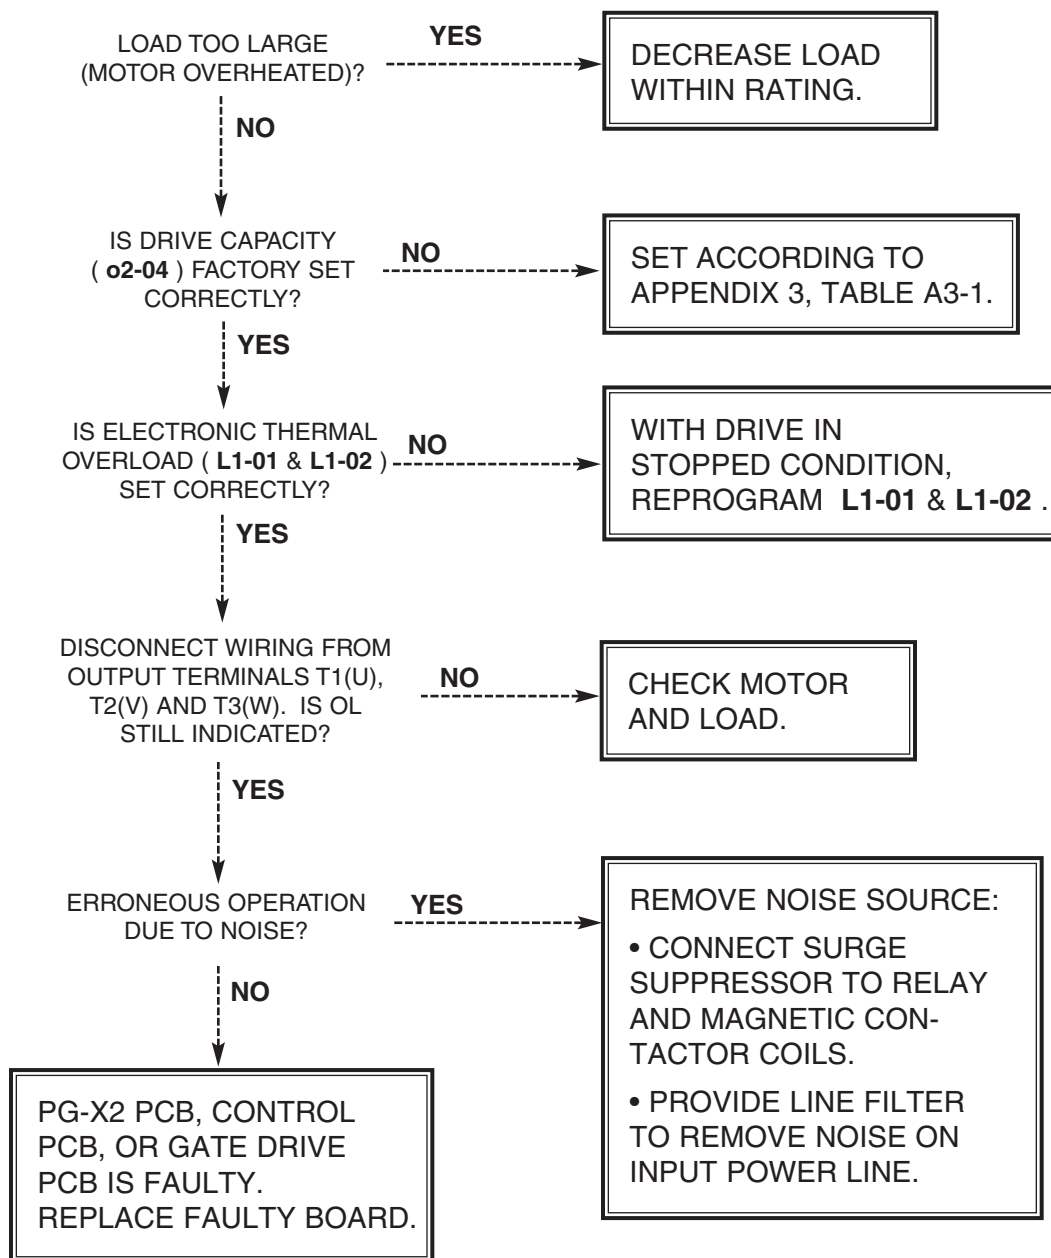 LOAD TOO LARGE
(MOTOR OVERHEATED)?
YES
DECREASE LOAD
WITHIN RATING.
NO
IS DRIVE CAPACITY
( o2-04 ) FACTORY SET
CORRECTLY?
NO
SET ACCORDING TO
APPENDIX 3, TABLE A3-1.
YES
IS ELECTRONIC THERMAL
OVERLOAD ( L1-01 & L1-02 )
SET CORRECTLY?
NO
WITH DRIVE IN
STOPPED CONDITION,
REPROGRAM L1-01 & L1-02 .
YES
DISCONNECT WIRING FROM
OUTPUT TERMINALS T1(U),
T2(V) AND T3(W). IS OL
STILL INDICATED?
NO
CHECK MOTOR
AND LOAD.
YES
ERRONEOUS OPERATION
DUE TO NOISE?
YES
REMOVE NOISE SOURCE:
• CONNECT SURGE
SUPPRESSOR TO RELAY
AND MAGNETIC CON-
TACTOR COILS.
• PROVIDE LINE FILTER
TO REMOVE NOISE ON
INPUT POWER LINE.
NO
PG-X2 PCB, CONTROL
PCB, OR GATE DRIVE
PCB IS FAULTY.
REPLACE FAULTY BOARD.